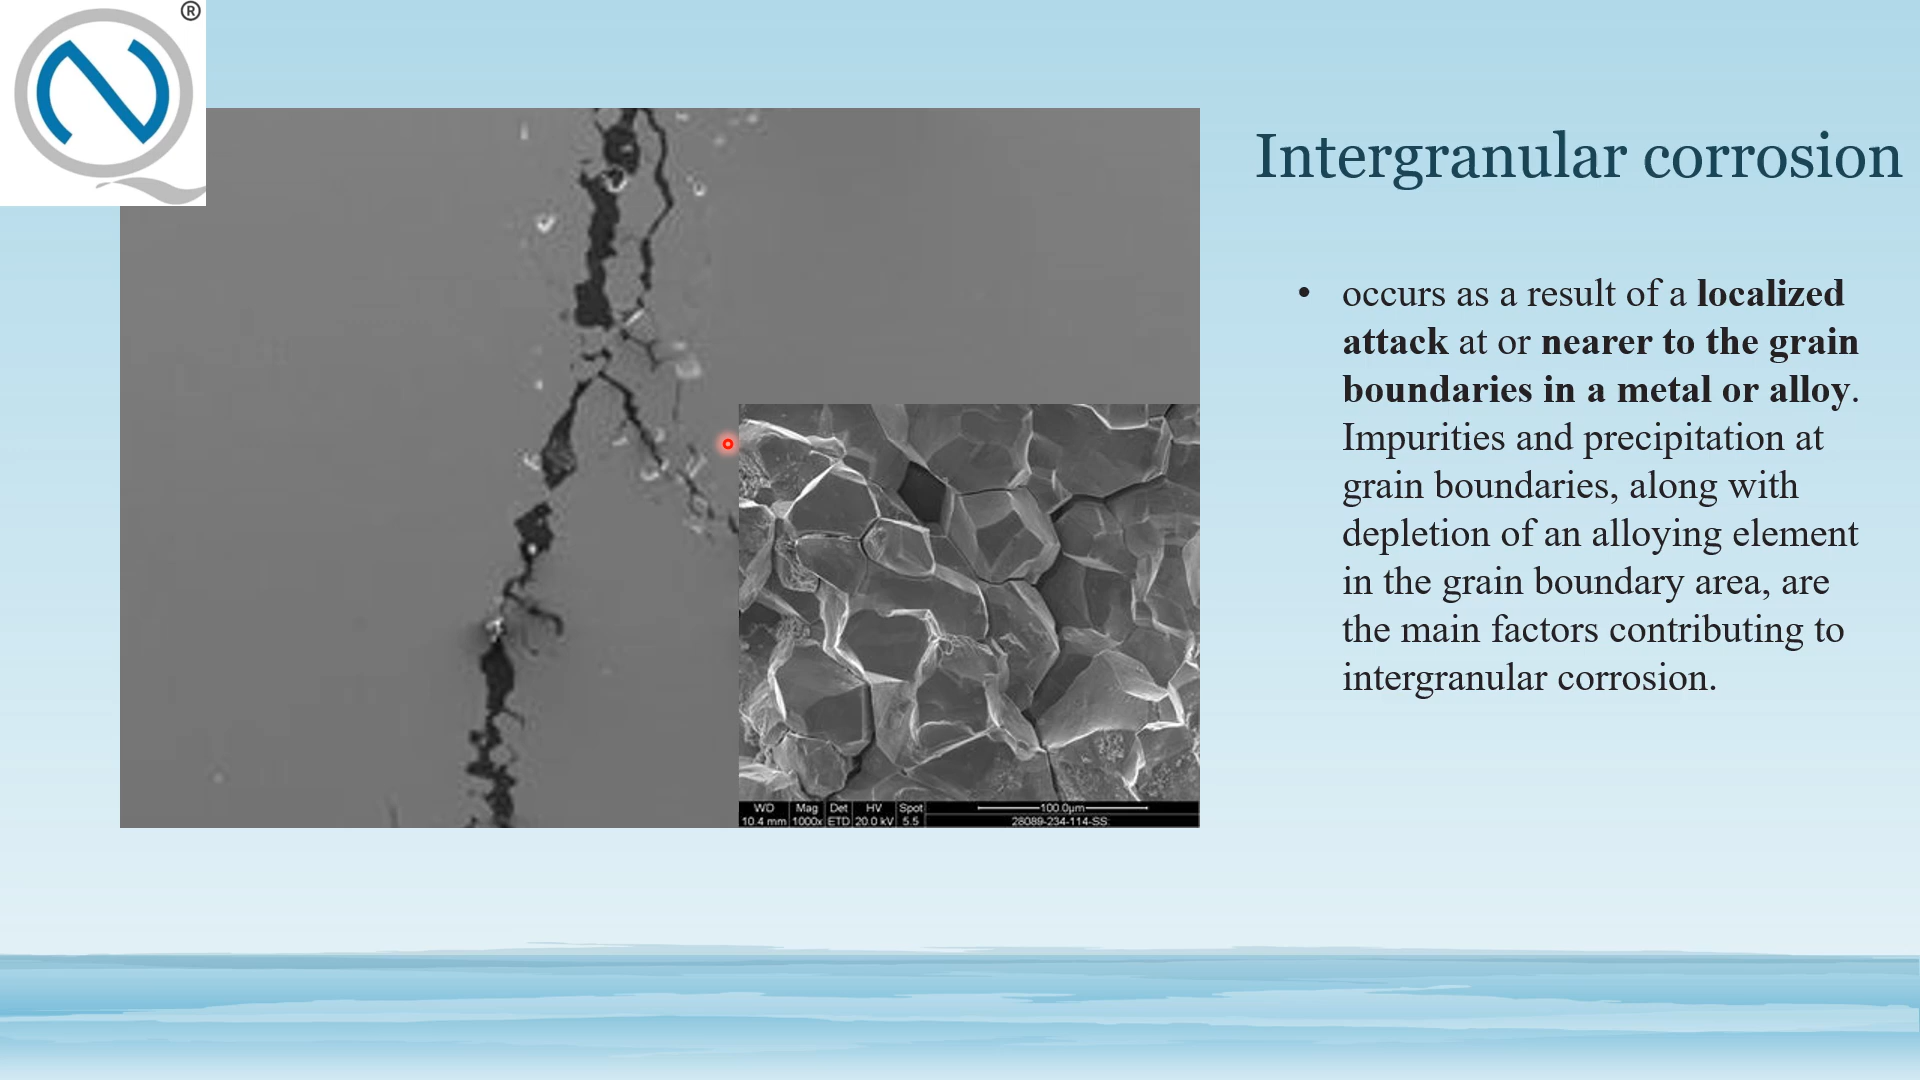 ®
Intergranular corrosion
• occurs as a result of a localized
attack at or nearer to the grain
boundaries in a metal or alloy.
Impurities and precipitation at
grain boundaries, along with
depletion of an alloying element
in the grain boundary area, are
the main factors contributing to
intergranular corrosion.
WD Mag Det HV Spot 100.0µm
10.4 mm 1000x ETD 20.0 kV 5.5 28089-234-114-SS: